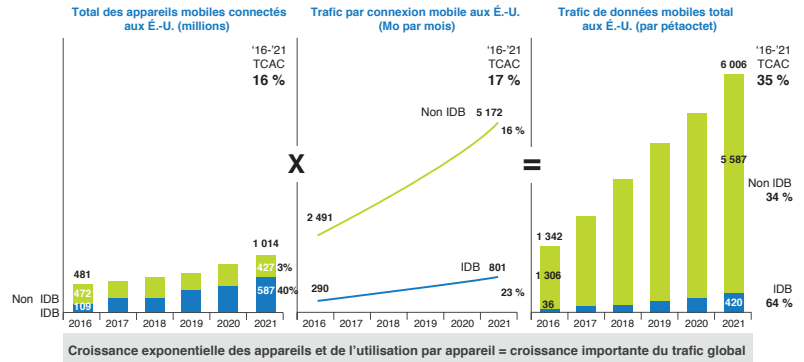 Total des appareils mobiles connectés
aux É.-U. (millions)
'16-'21
TCAC
16 %
481
472
109
1 014
427
3%
587
40%
Non IDB
IDB
2016 2017 2018 2019 2020 2021
X
Trafic par connexion mobile aux É.-U.
(Mo par mois)
'16-'21
TCAC
17 %
Non IDB 5 172
16 %
2 491
IDB 801
23 %
290
2016 2017 2018 2019 2020 2021
=
Trafic de données mobiles total
aux É.-U. (par pétaoctet)
'16-'21
TCAC
35 %
6 006
5 587
Non IDB
34 %
1 342
1 306
36
IDB
64 %
420
2016 2017 2018 2019 2020 2021
Croissance exponentielle des appareils et de l'utilisation par appareil = croissance importante du trafic global